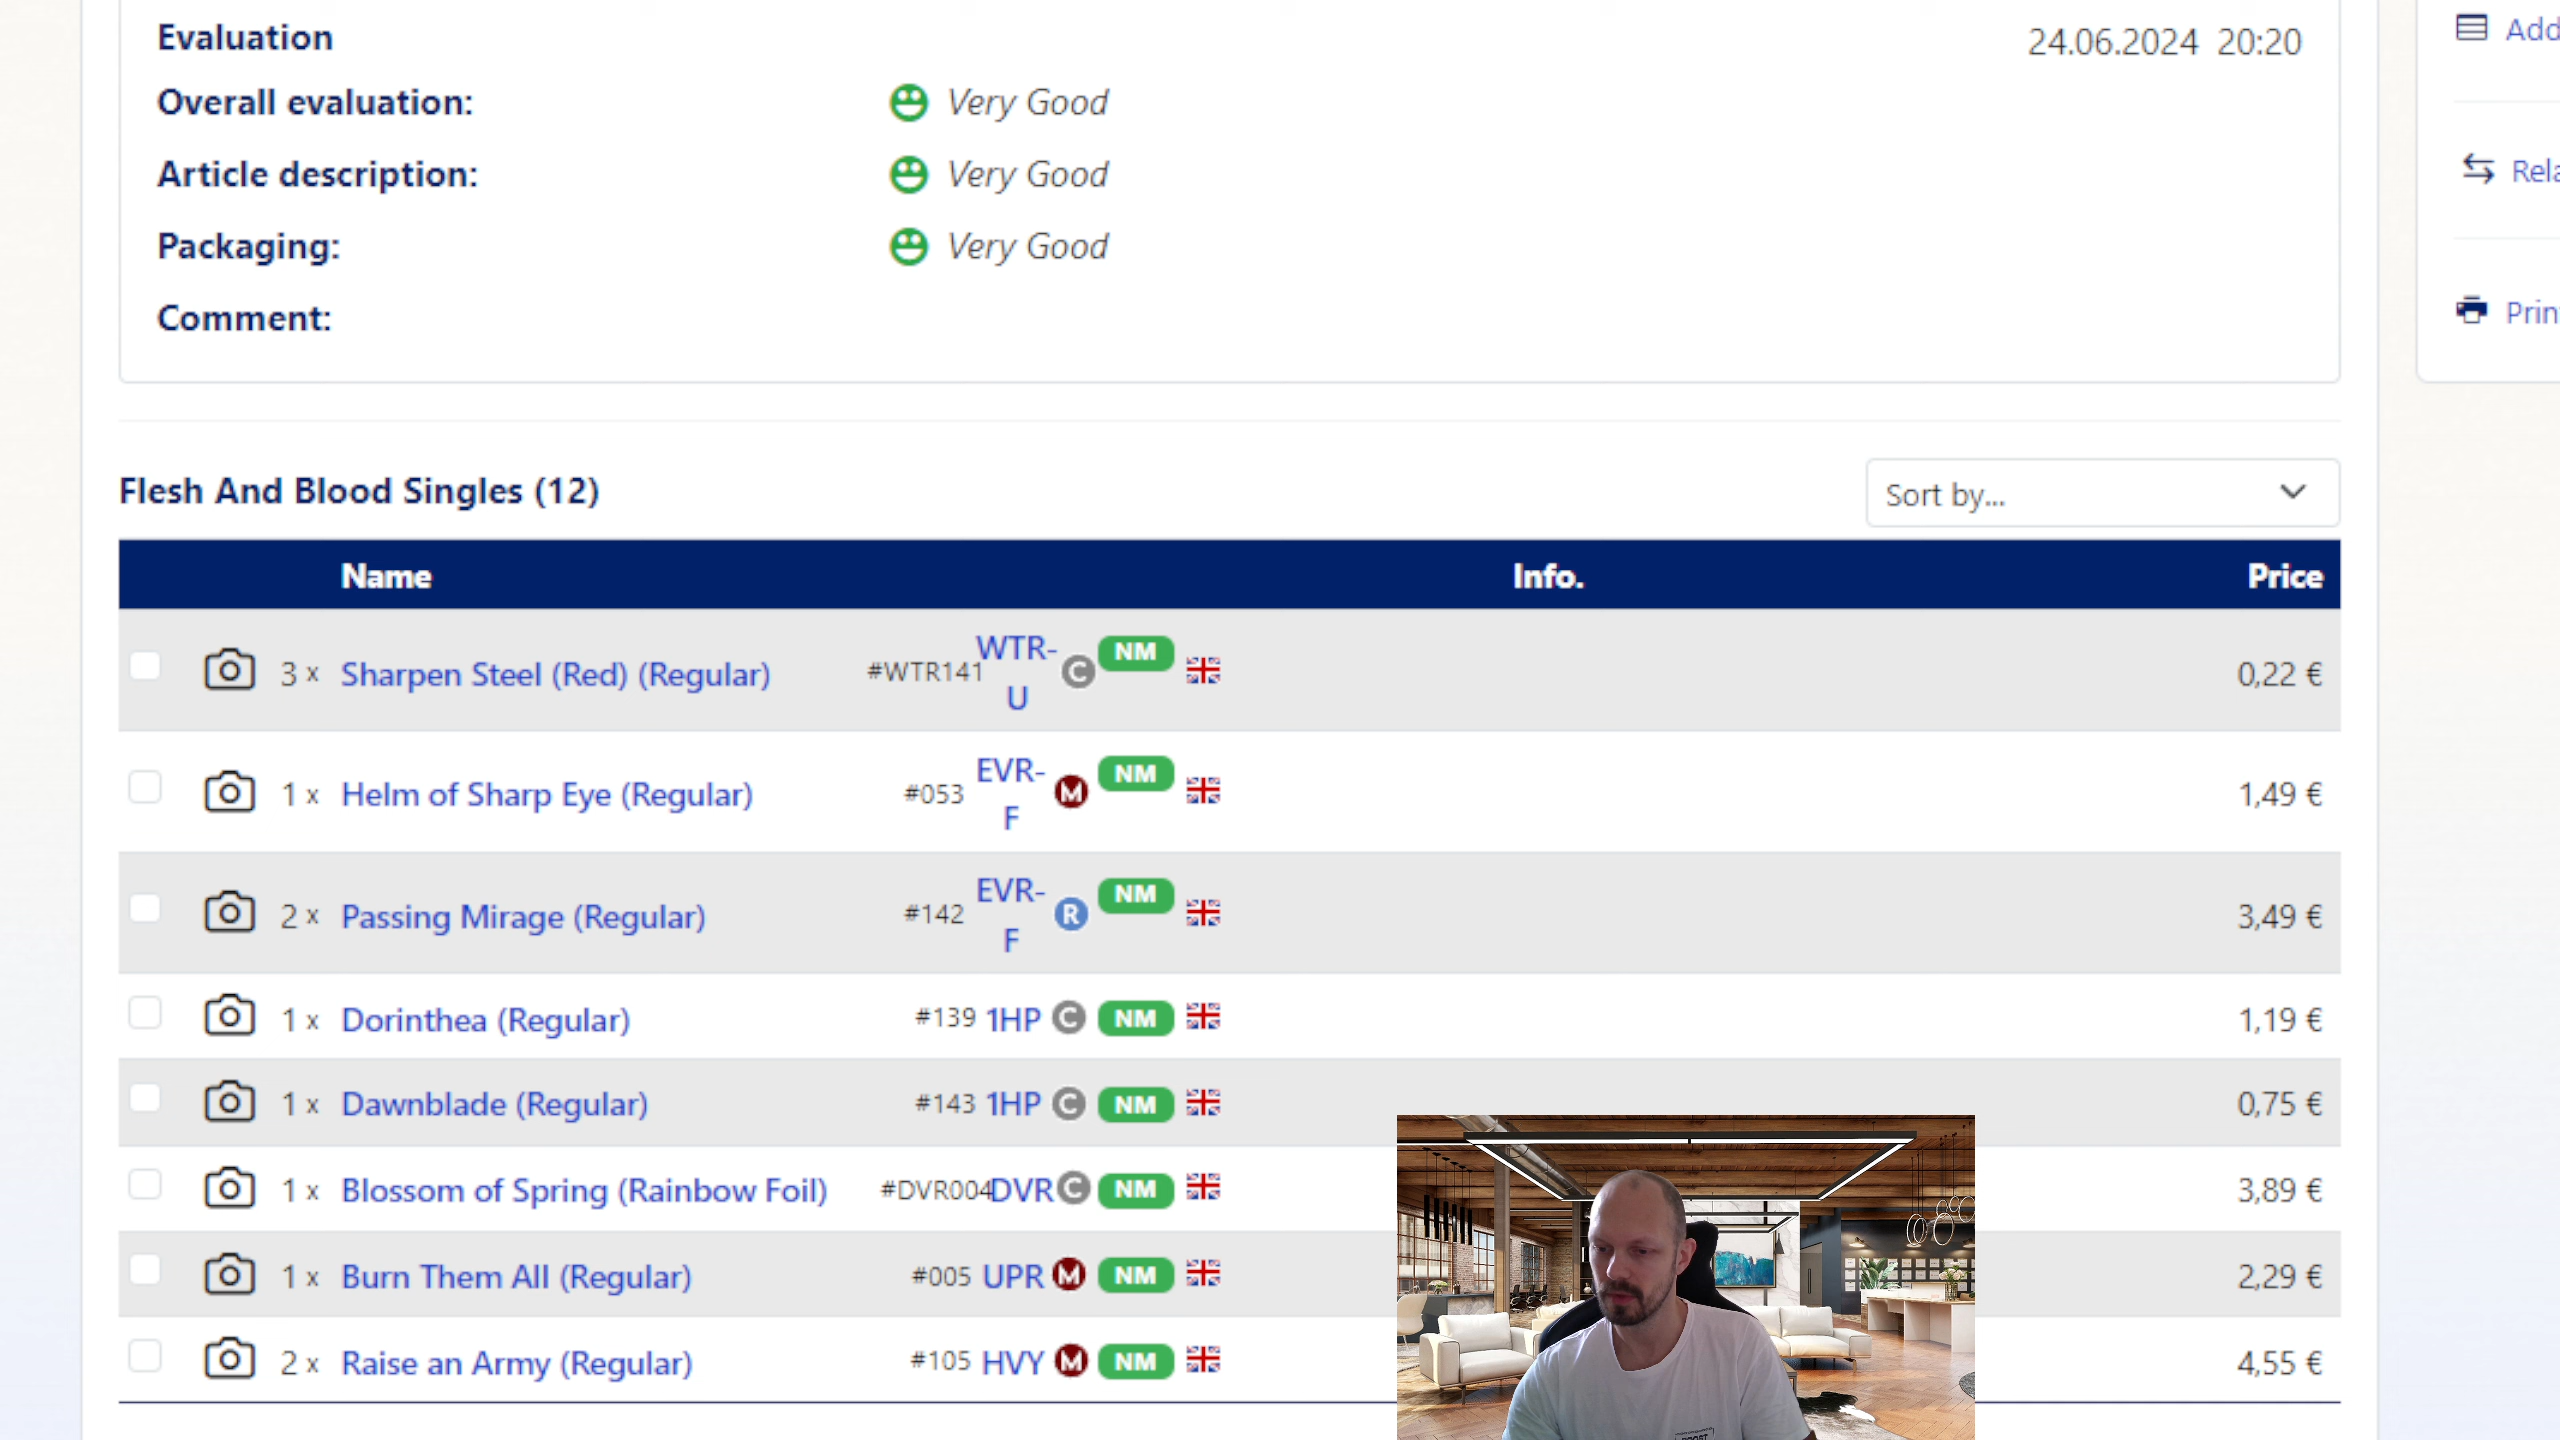 Evaluation 24.06.2024 20:20
Overall evaluation: Very Good
Article description: Very Good
Packaging: Very Good
Comment:
Add
Rela
Prin
Flesh And Blood Singles (12) Sort by...
Name Info. Price
3 x Sharpen Steel (Red) (Regular) #WTR141 WTR-U C NM 0,22 €
1 x Helm of Sharp Eye (Regular) #053 EVR-F M NM 1,49 €
2 x Passing Mirage (Regular) #142 EVR-F R NM 3,49 €
1 x Dorinthea (Regular) #139 1HP C NM 1,19 €
1 x Dawnblade (Regular) #143 1HP C NM 0,75 €
1 x Blossom of Spring (Rainbow Foil) #DVR004 DVR C NM 3,89 €
1 x Burn Them All (Regular) #005 UPR M NM 2,29 €
2 x Raise an Army (Regular) #105 HVY M NM 4,55 €